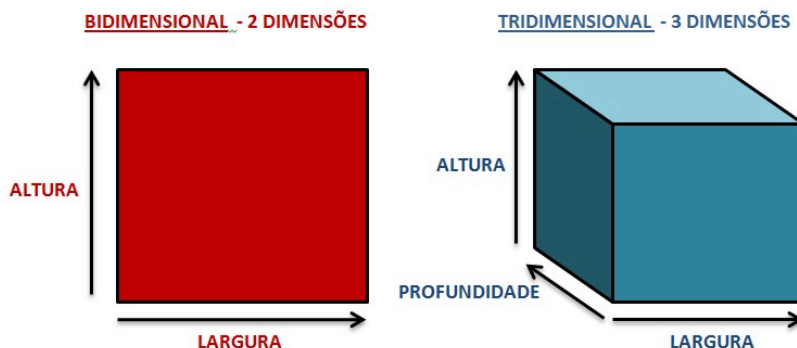 BIDIMENSIONAL - 2 DIMENSÕES
ALTURA
LARGURA
TRIDIMENSIONAL - 3 DIMENSÕES
ALTURA
PROFUNDIDADE
LARGURA